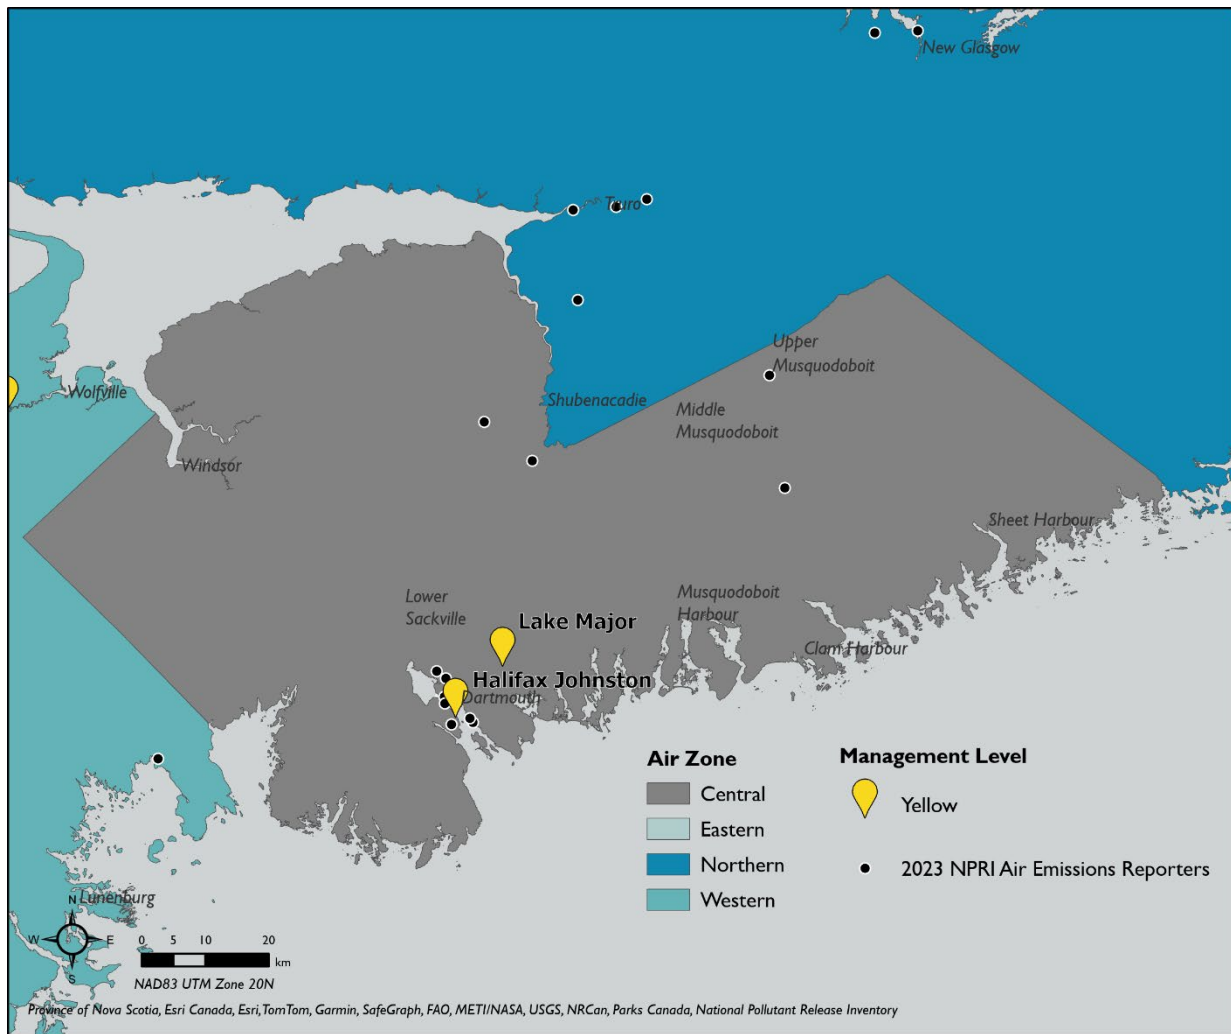 New Glasgow
Truro
Upper
Musquodoboit
Wolfville
Shubenacadie
Middle
Musquodoboit
Windsor
Sheet Harbour
Lower
Sackville
Musquodoboit
Harbour
Lake Major
Clam Harbour
Halifax Johnston
Dartmouth
Air Zone
Central
Eastern
Northern
Western
Management Level
Yellow
2023 NPRI Air Emissions Reporters
Lunenburg
N
W E
S
0 5 10 20
km
NAD83 UTM Zone 20N
Province of Nova Scotia, Esri Canada, Esri, TomTom, Garmin, SafeGraph, FAO, METI/NASA, USGS, NRCan, Parks Canada, National Pollutant Release Inventory